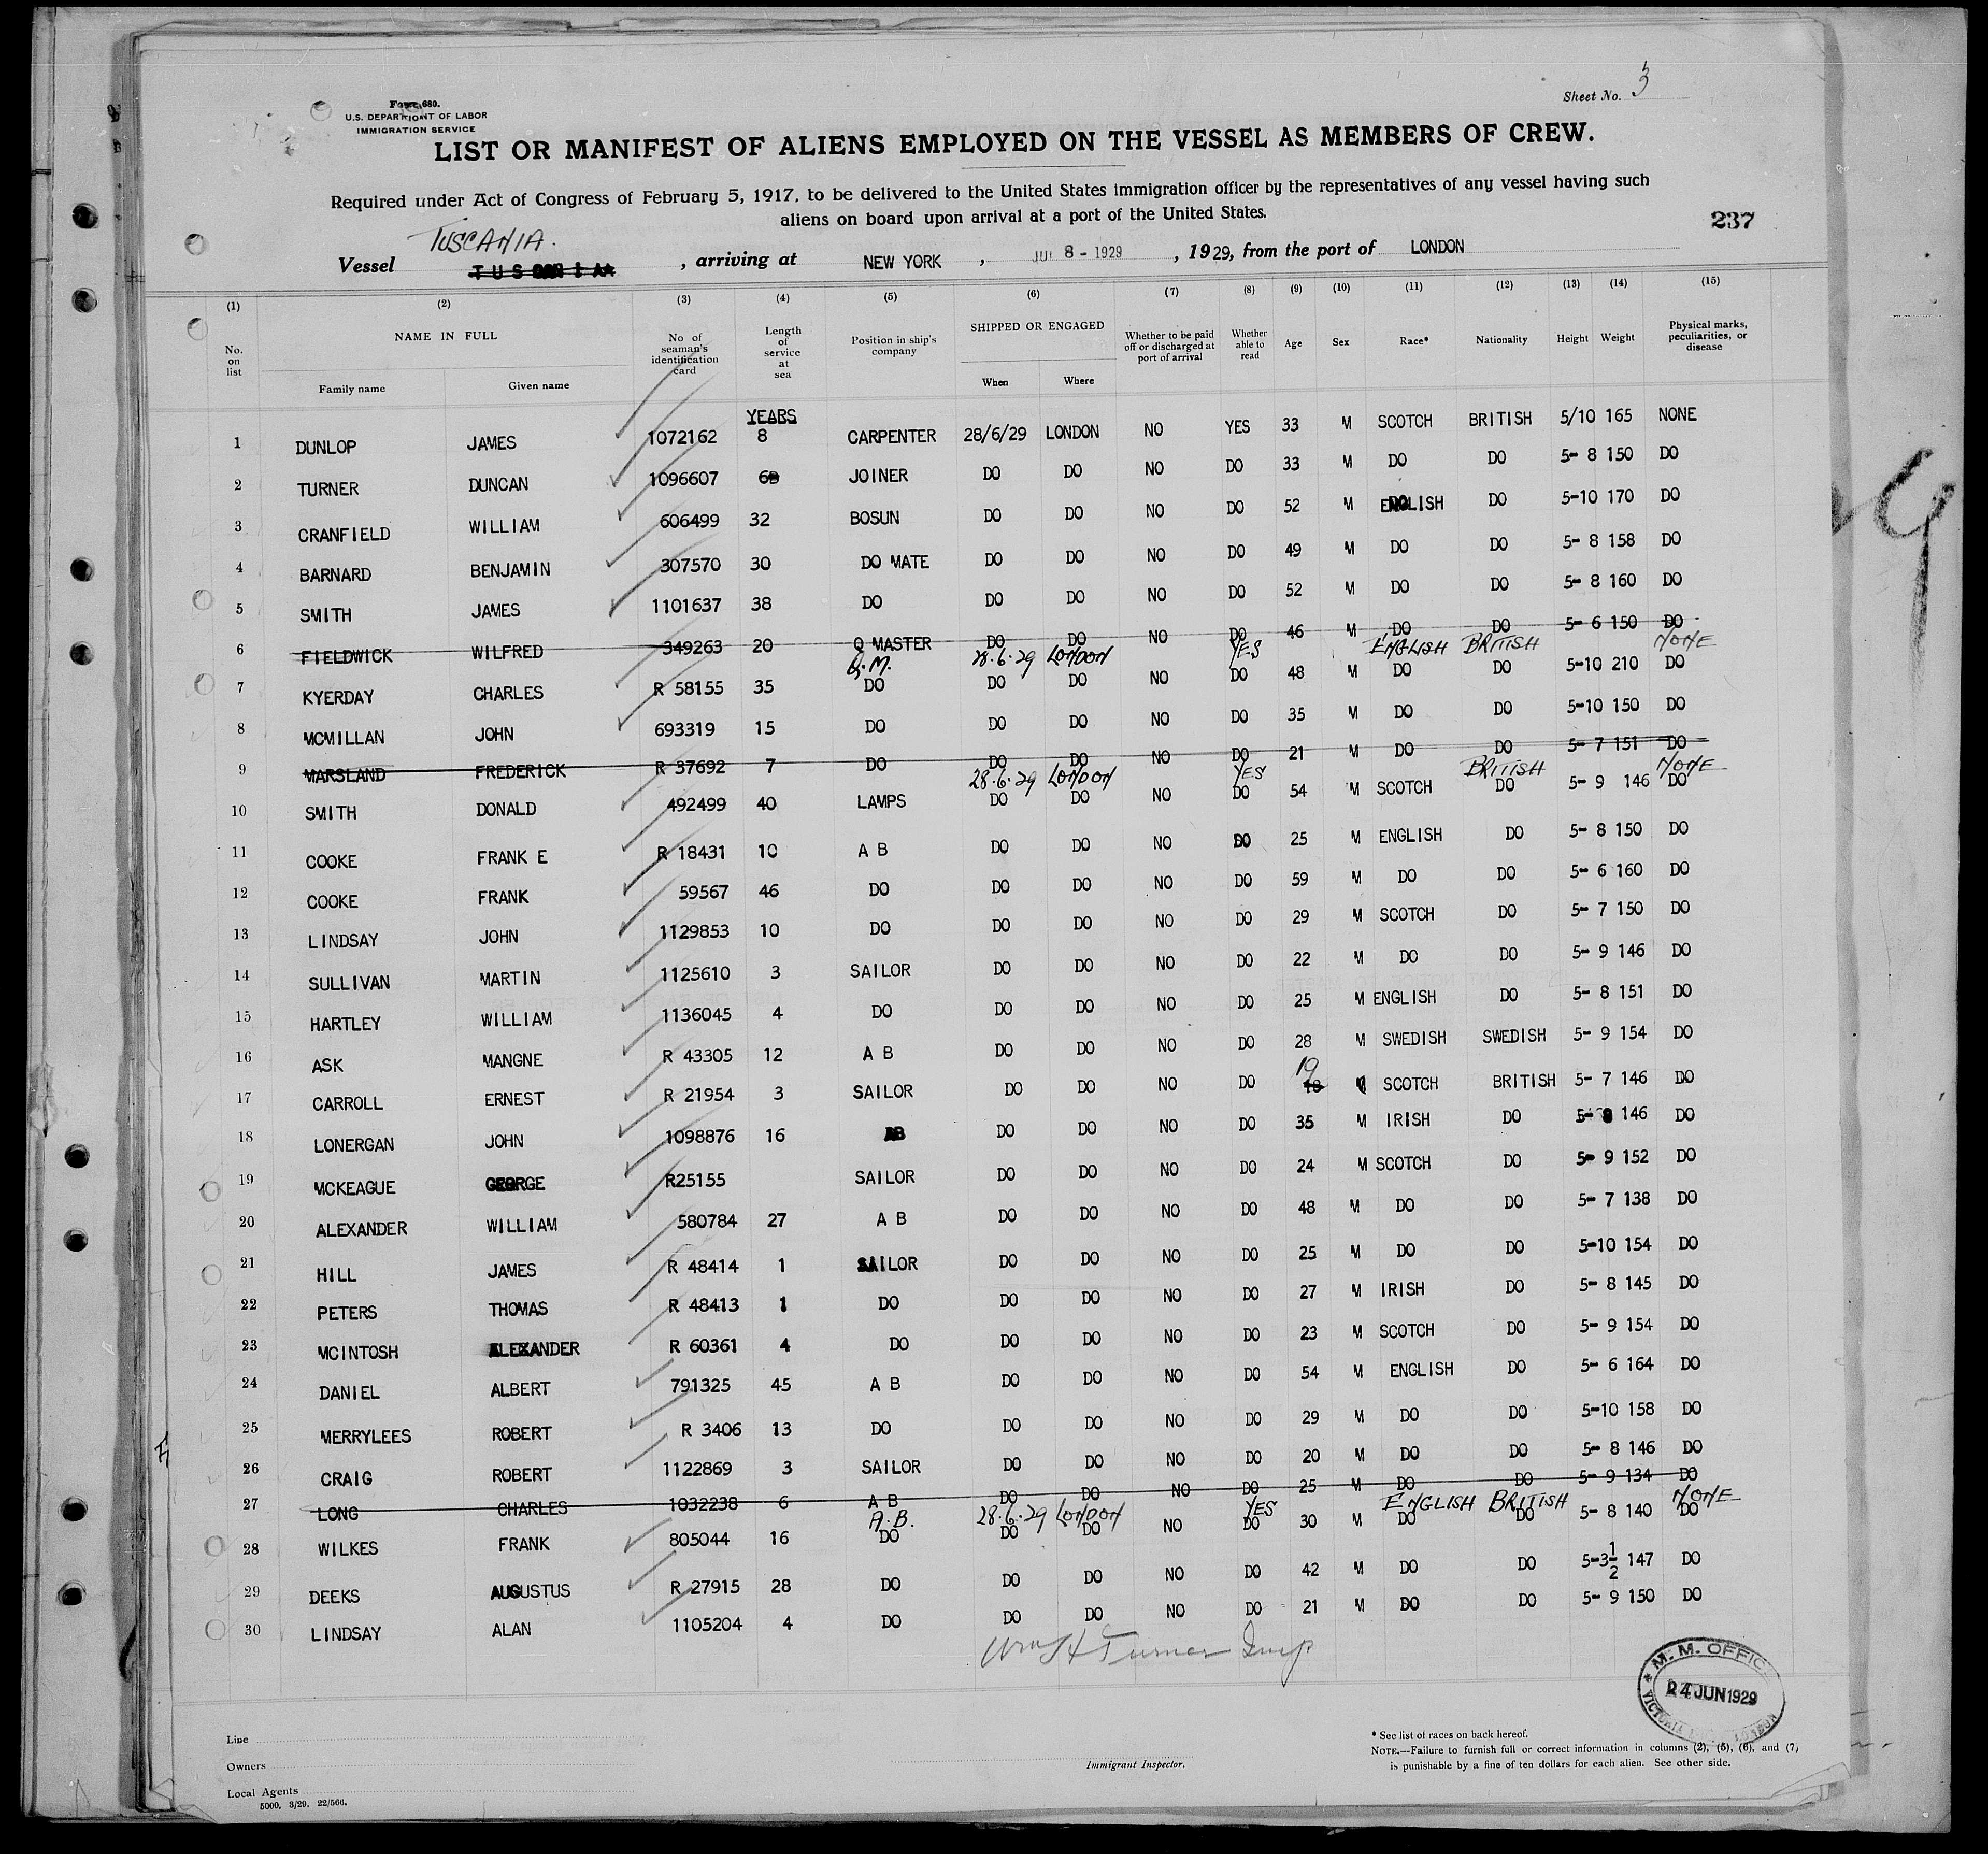 Form 680.
U.S. DEPARTMENT OF LABOR
IMMIGRATION SERVICE
Sheet No. 3
LIST OR MANIFEST OF ALIENS EMPLOYED ON THE VESSEL AS MEMBERS OF CREW.
Required under Act of Congress of February 5, 1917, to be delivered to the United States immigration officer by the representatives of any vessel having such
aliens on board upon arrival at a port of the United States.
237
TUSCANIA.
Vessel , arriving at NEW YORK , JUL 8 - 1929 , 1929, from the port of LONDON
(1) (2) (3) (4) (5) (6) (7) (8) (9) (10) (11) (12) (13) (14) (15)
No. on list NAME IN FULL Family name Given name No of seaman's identification card Length of service at sea Position in ship's company SHIPPED OR ENGAGED When Where Whether to be paid off or discharged at port of arrival Whether able to read Age Sex Race* Nationality Height Weight Physical marks, peculiarities, or disease
YEARS
1 DUNLOP JAMES 1072162 8 CARPENTER 28/6/29 LONDON NO YES 33 M SCOTCH BRITISH 5/10 165 NONE
2 TURNER DUNCAN 1096607 JOINER DO DO NO DO 33 M DO DO 5- 8 150 DO
3 CRANFIELD WILLIAM 606499 32 BOSUN DO DO NO DO 52 M ENGLISH DO 5-10 170 DO
4 BARNARD BENJAMIN 307570 30 DO MATE DO DO NO DO 49 M DO DO 5- 8 158 DO
5 SMITH JAMES 1101637 38 DO DO DO NO DO 52 M DO DO 5- 8 160 DO
6 FIELDWICK WILFRED 349263 20 Q MASTER DO DO NO DO 46 M DO DO 5- 6 150 DO
Q.M. 28.6.29 LONDON YES ENGLISH BRITISH NONE
7 KYERDAY CHARLES R 58155 35 DO DO DO NO DO 48 M DO DO 5-10 210 DO
8 MCMILLAN JOHN 693319 15 DO DO DO NO DO 35 M DO DO 5-10 150 DO
9 MARSLAND FREDERICK R 37692 7 DO DO DO NO DO 21 M DO DO 5- 7 151 DO
28.6.29 LONDON YES BRITISH NONE
10 SMITH DONALD 492499 40 LAMPS DO DO NO DO 54 M SCOTCH DO 5- 9 146 DO
11 COOKE FRANK E R 18431 10 A B DO DO NO DO 25 M ENGLISH DO 5- 8 150 DO
12 COOKE FRANK 59567 46 DO DO DO NO DO 59 M DO DO 5- 6 160 DO
13 LINDSAY JOHN 1129853 10 DO DO DO NO DO 29 M SCOTCH DO 5- 7 150 DO
14 SULLIVAN MARTIN 1125610 3 SAILOR DO DO NO DO 22 M DO DO 5- 9 146 DO
15 HARTLEY WILLIAM 1136045 4 DO DO DO NO DO 25 M ENGLISH DO 5- 8 151 DO
16 ASK MANGNE R 43305 12 A B DO DO NO DO 28 M SWEDISH SWEDISH 5- 9 154 DO
17 CARROLL ERNEST R 21954 3 SAILOR DO DO NO DO 19 M SCOTCH BRITISH 5- 7 146 DO
18 LONERGAN JOHN 1098876 16 AB DO DO NO DO 35 M IRISH DO 5- 146 DO
19 MCKEAGUE GEORGE R25155 SAILOR DO DO NO DO 24 M SCOTCH DO 5- 9 152 DO
20 ALEXANDER WILLIAM 580784 27 A B DO DO NO DO 48 M DO DO 5- 7 138 DO
21 HILL JAMES R 48414 1 SAILOR DO DO NO DO 25 M DO DO 5-10 154 DO
22 PETERS THOMAS R 48413 1 DO DO DO NO DO 27 M IRISH DO 5- 8 145 DO
23 MCINTOSH ALEXANDER R 60361 4 DO DO DO NO DO 23 M SCOTCH DO 5- 9 154 DO
24 DANIEL ALBERT 791325 45 A B DO DO NO DO 54 M ENGLISH DO 5- 6 164 DO
25 MERRYLEES ROBERT R 3406 13 DO DO DO NO DO 29 M DO DO 5-10 158 DO
26 CRAIG ROBERT 1122869 3 SAILOR DO DO NO DO 20 M DO DO 5- 8 146 DO
27 LONG CHARLES 1032238 6 A B DO DO NO DO 25 M DO DO 5- 9 134 DO
A.B. 28.6.29 LONDON YES ENGLISH BRITISH NONE
28 WILKES FRANK 805044 16 DO DO DO NO DO 30 M DO DO 5- 8 140 DO
29 DEEKS AUGUSTUS R 27915 28 DO DO DO NO DO 42 M DO DO 5-3½ 147 DO
30 LINDSAY ALAN 1105204 4 DO DO DO NO DO 21 M DO DO 5- 9 150 DO
Wm H Turner Insp
M. M. OFFICE
24 JUN 1929
VICTORIA LONDON
Line
Owners
Local Agents
5000. 3/29. 22/566.
Immigrant Inspector.
* See list of races on back hereof.
NOTE.—Failure to furnish full or correct information in columns (2), (5), (6), and (7)
is punishable by a fine of ten dollars for each alien. See other side.